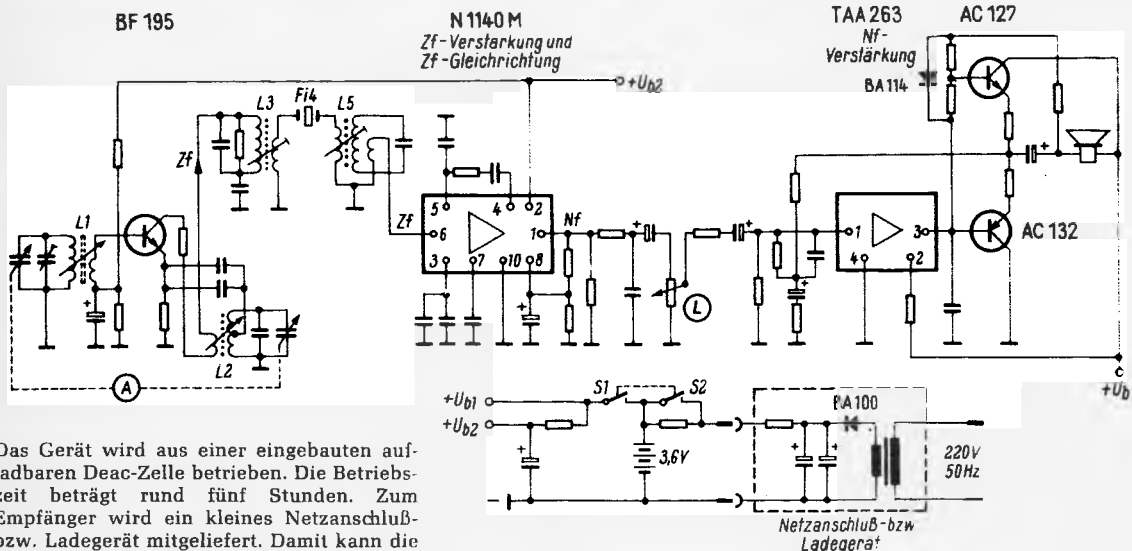 BF 195
N 1140 M
Zf-Verstärkung und
Zf-Gleichrichtung
TAA 263
Nf-
Verstärkung
AC 127
BA 114
+Ub2
L3
Fi4
L5
Zf
L1
5
4
2
6
Zf
1
Nf
3
7
10
8
L
1
3
4
2
AC 132
L2
A
+Ub
S1
S2
+Ub1
+Ub2
3,6V
BA 100
220V
50Hz
Netzanschluß-bzw
Ladegerät
Das Gerät wird aus einer eingebauten auf-
ladbaren Deac-Zelle betrieben. Die Betriebs-
zeit beträgt rund fünf Stunden. Zum
Empfänger wird ein kleines Netzanschluß-
bzw. Ladegerät mitgeliefert. Damit kann die